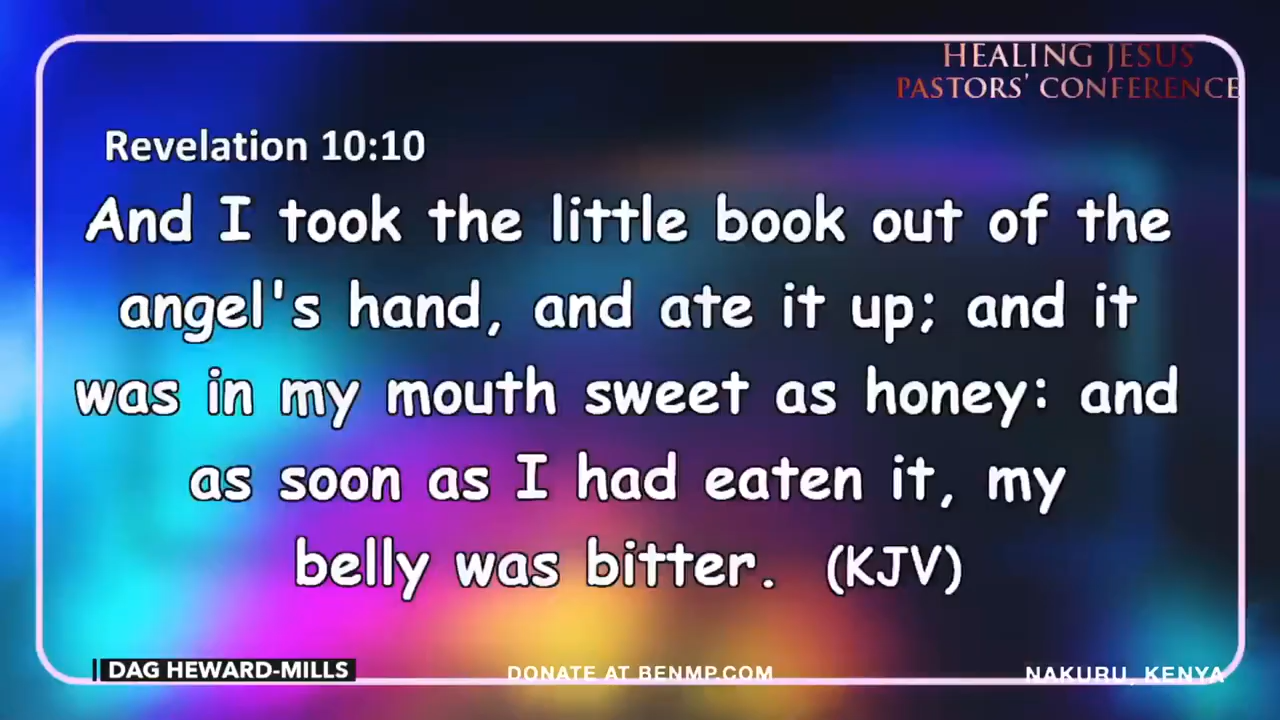 HEALING JESUS
PASTORS' CONFERENCE
Revelation 10:10
And I took the little book out of the
angel's hand, and ate it up; and it
was in my mouth sweet as honey: and
as soon as I had eaten it, my
belly was bitter. (KJV)
DAG HEWARD-MILLS
DONATE AT BENMP.COM
NAKURU, KENYA